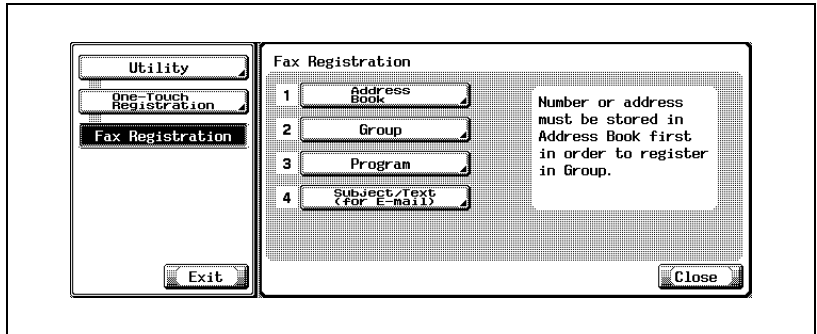 Utility
One-Touch
Registration
Fax Registration
Exit
Fax Registration
1 Address
Book
2 Group
3 Program
4 Subject/Text
(for E-mail)
Number or address
must be stored in
Address Book first
in order to register
in Group.
Close